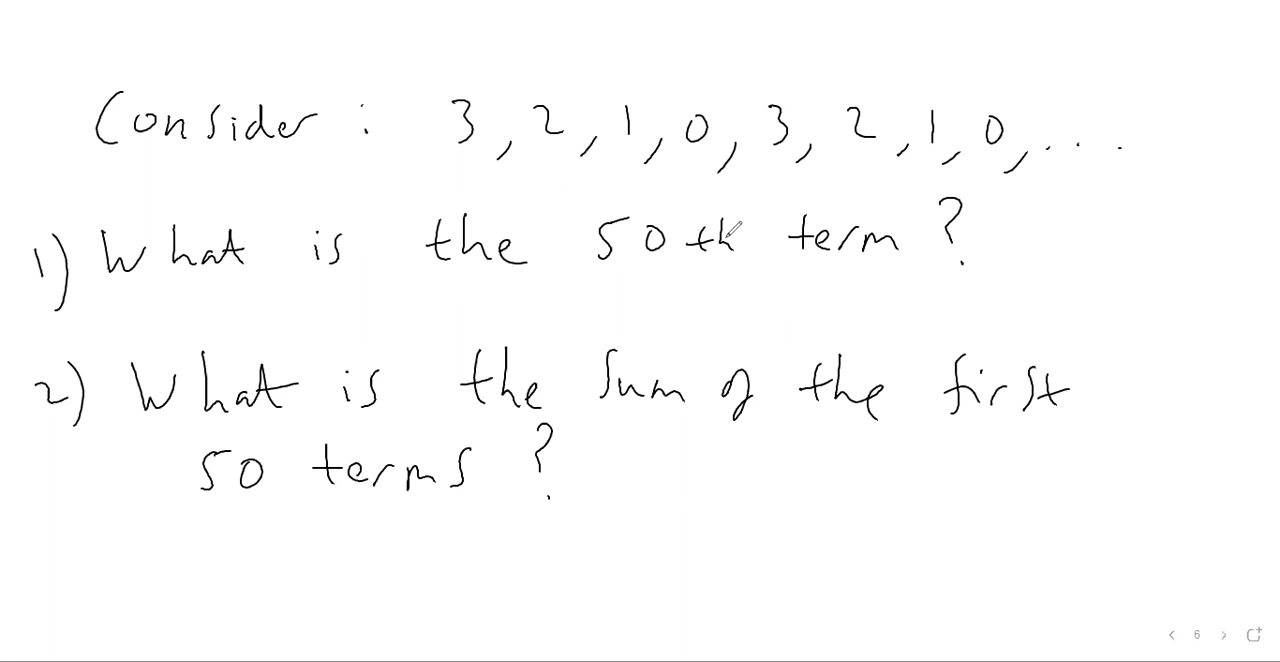 Consider : 3, 2, 1, 0, 3, 2, 1, 0, ...
1) What is the 50th term ?
2) What is the sum of the first
50 terms ?
6